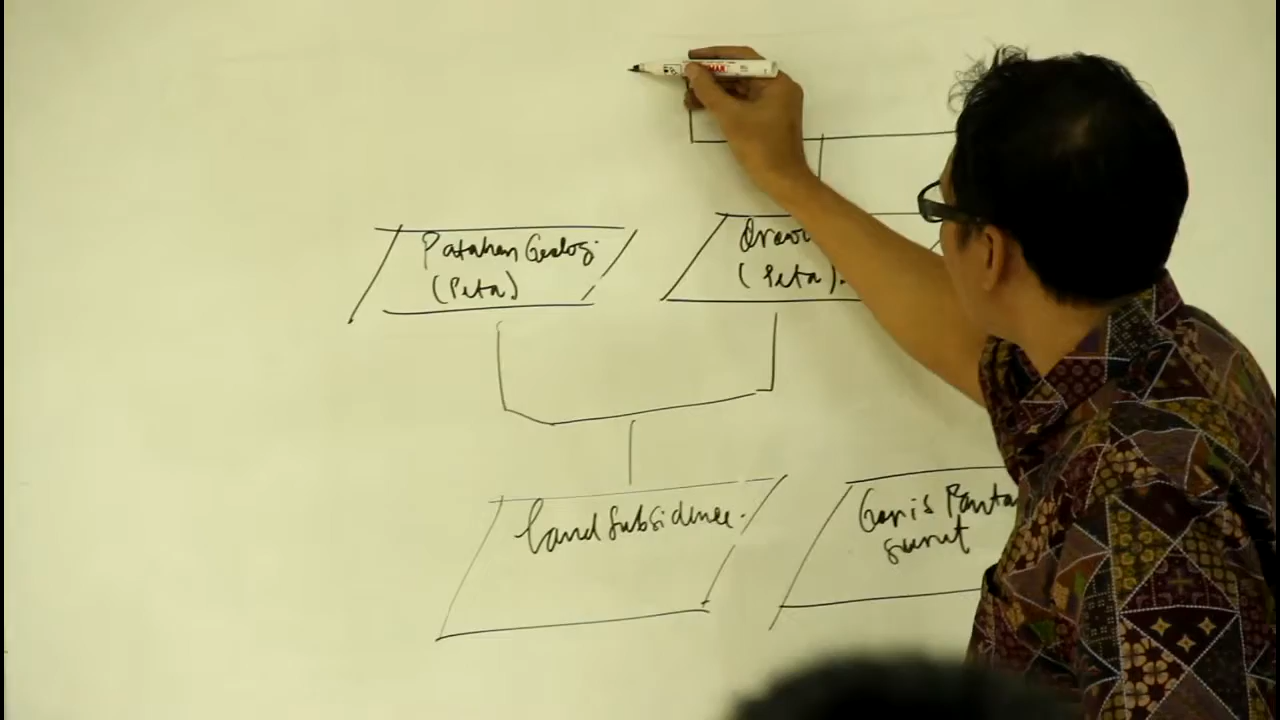 Patahan Geologi
(Peta)
(Peta).
Land Subsidence.
Garis Pantai
surut